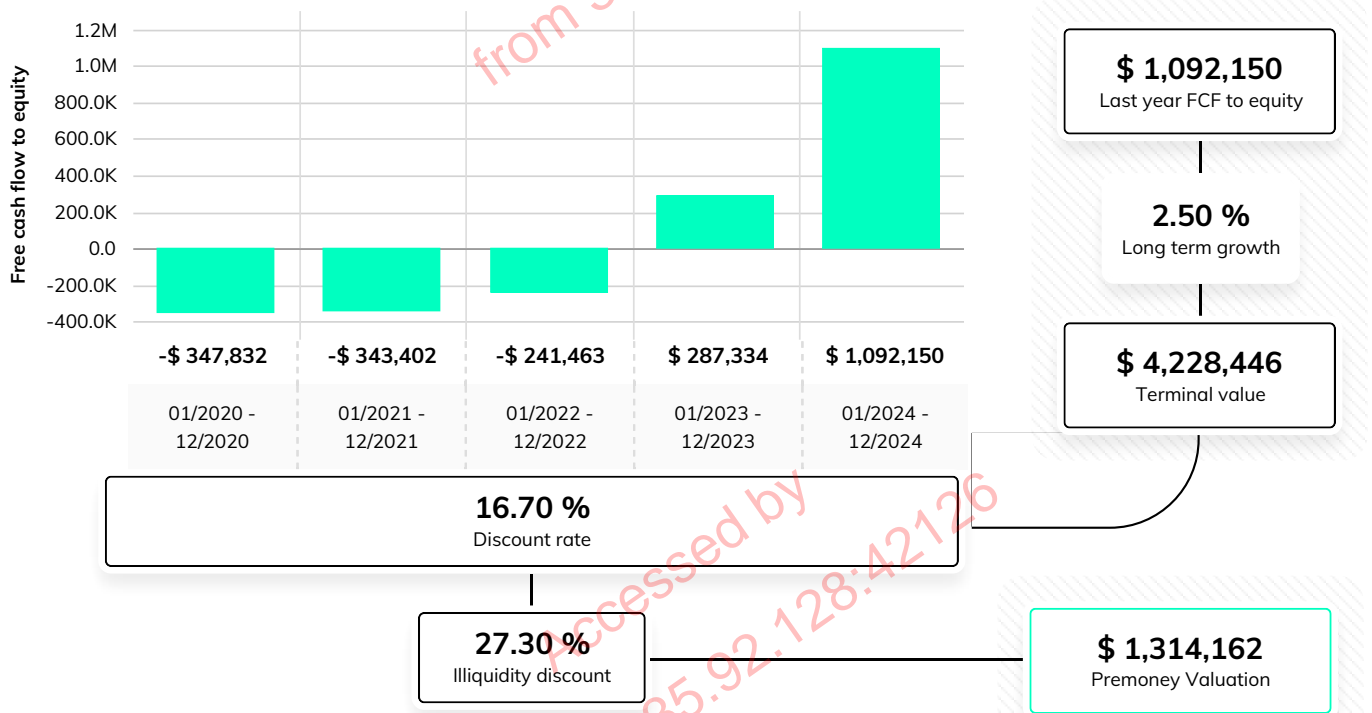 from
Free cash flow to equity
1.2M
1.0M
800.0K
600.0K
400.0K
200.0K
0.0
-200.0K
-400.0K
-$ 347,832
-$ 343,402
-$ 241,463
$ 287,334
$ 1,092,150
01/2020 -
12/2020
01/2021 -
12/2021
01/2022 -
12/2022
01/2023 -
12/2023
01/2024 -
12/2024
16.70 %
Discount rate
27.30 %
Illiquidity discount
$ 1,092,150
Last year FCF to equity
2.50 %
Long term growth
$ 4,228,446
Terminal value
$ 1,314,162
Premoney Valuation
Accessed by
85.92.128:42126